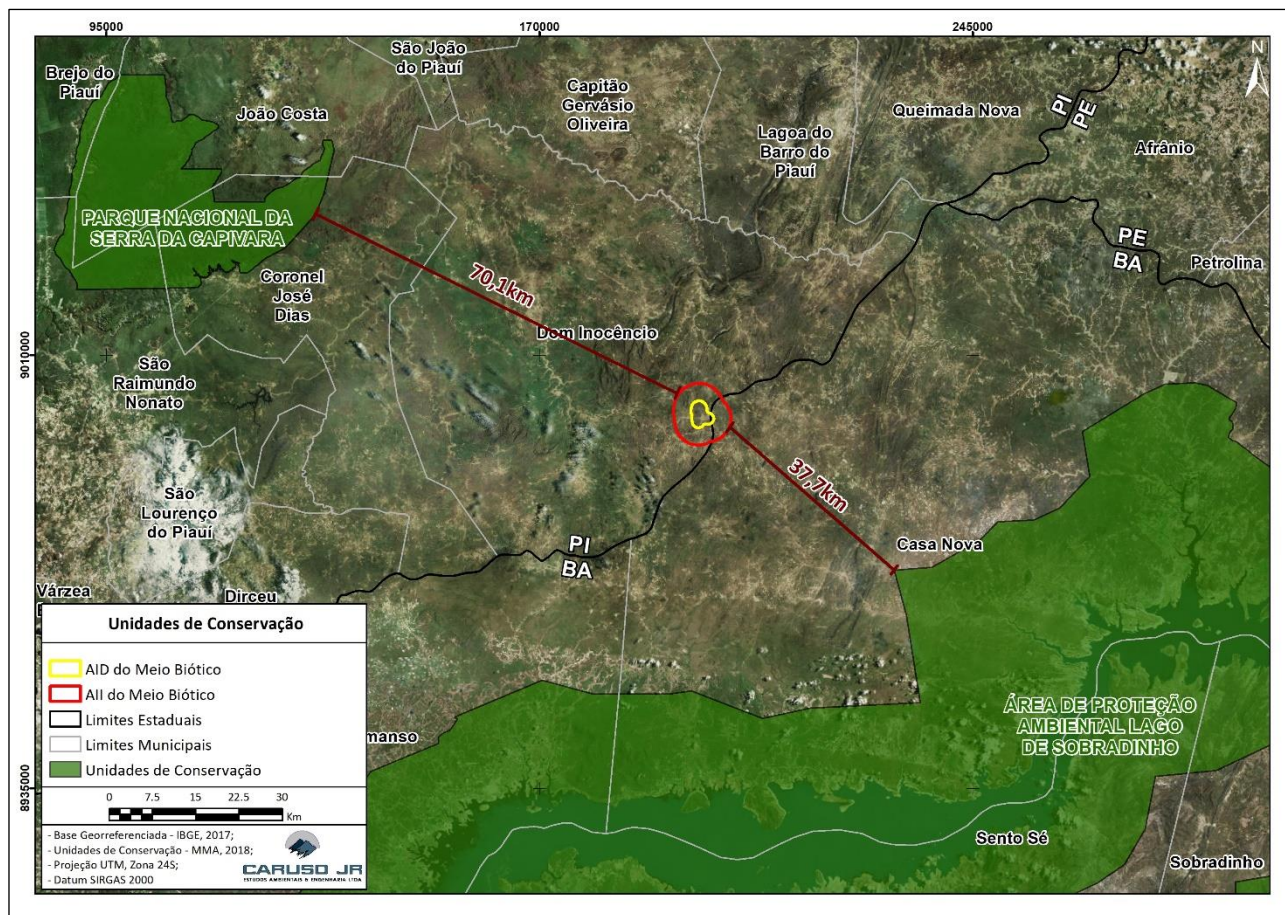 95000
170000
245000
N
Brejo do
Piauí
São João
do Piauí
João Costa
Capitão
Gervásio
Oliveira
Queimada Nova
PI
PE
Lagoa do
Barro do
Piauí
Afrânio
PARQUE NACIONAL DA
SERRA DA CAPIVARA
PE
BA
Petrolina
Coronel
José
Dias
70,1km
Dom Inocêncio
9010000
São
Raimundo
Nonato
37,7km
São
Lourenço
do Piauí
PI
BA
Casa Nova
Várzea
Dirceu
Unidades de Conservação
AID do Meio Biótico
AII do Meio Biótico
Limites Estaduais
Limites Municipais
Unidades de Conservação
0 7.5 15 22.5 30
Km
- Base Georreferenciada - IBGE, 2017;
- Unidades de Conservação - MMA, 2018;
- Projeção UTM, Zona 24S;
- Datum SIRGAS 2000
CARUSO JR
ESTUDOS AMBIENTAIS & ENGENHARIA LTDA
manso
ÁREA DE PROTEÇÃO
AMBIENTAL LAGO
DE SOBRADINHO
8935000
Sento Sé
Sobradinho